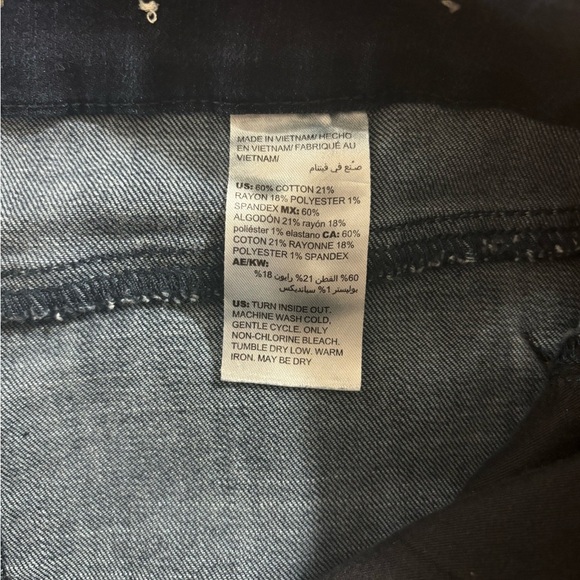 MADE IN VIETNAM/ HECHO
EN VIETNAM/ FABRIQUÉ AU
VIETNAM/
صنع في فيتنام
US: 60% COTTON 21%
RAYON 18% POLYESTER 1%
SPANDEX MX: 60%
ALGODÓN 21% rayón 18%
poliéster 1% elastano CA: 60%
COTON 21% RAYONNE 18%
POLYESTER 1% SPANDEX
AE/KW:
60% القطن 21% رايون 18%
بوليستر 1% سبانديكس
US: TURN INSIDE OUT.
MACHINE WASH COLD,
GENTLE CYCLE. ONLY
NON-CHLORINE BLEACH.
TUMBLE DRY LOW. WARM
IRON. MAY BE DRY